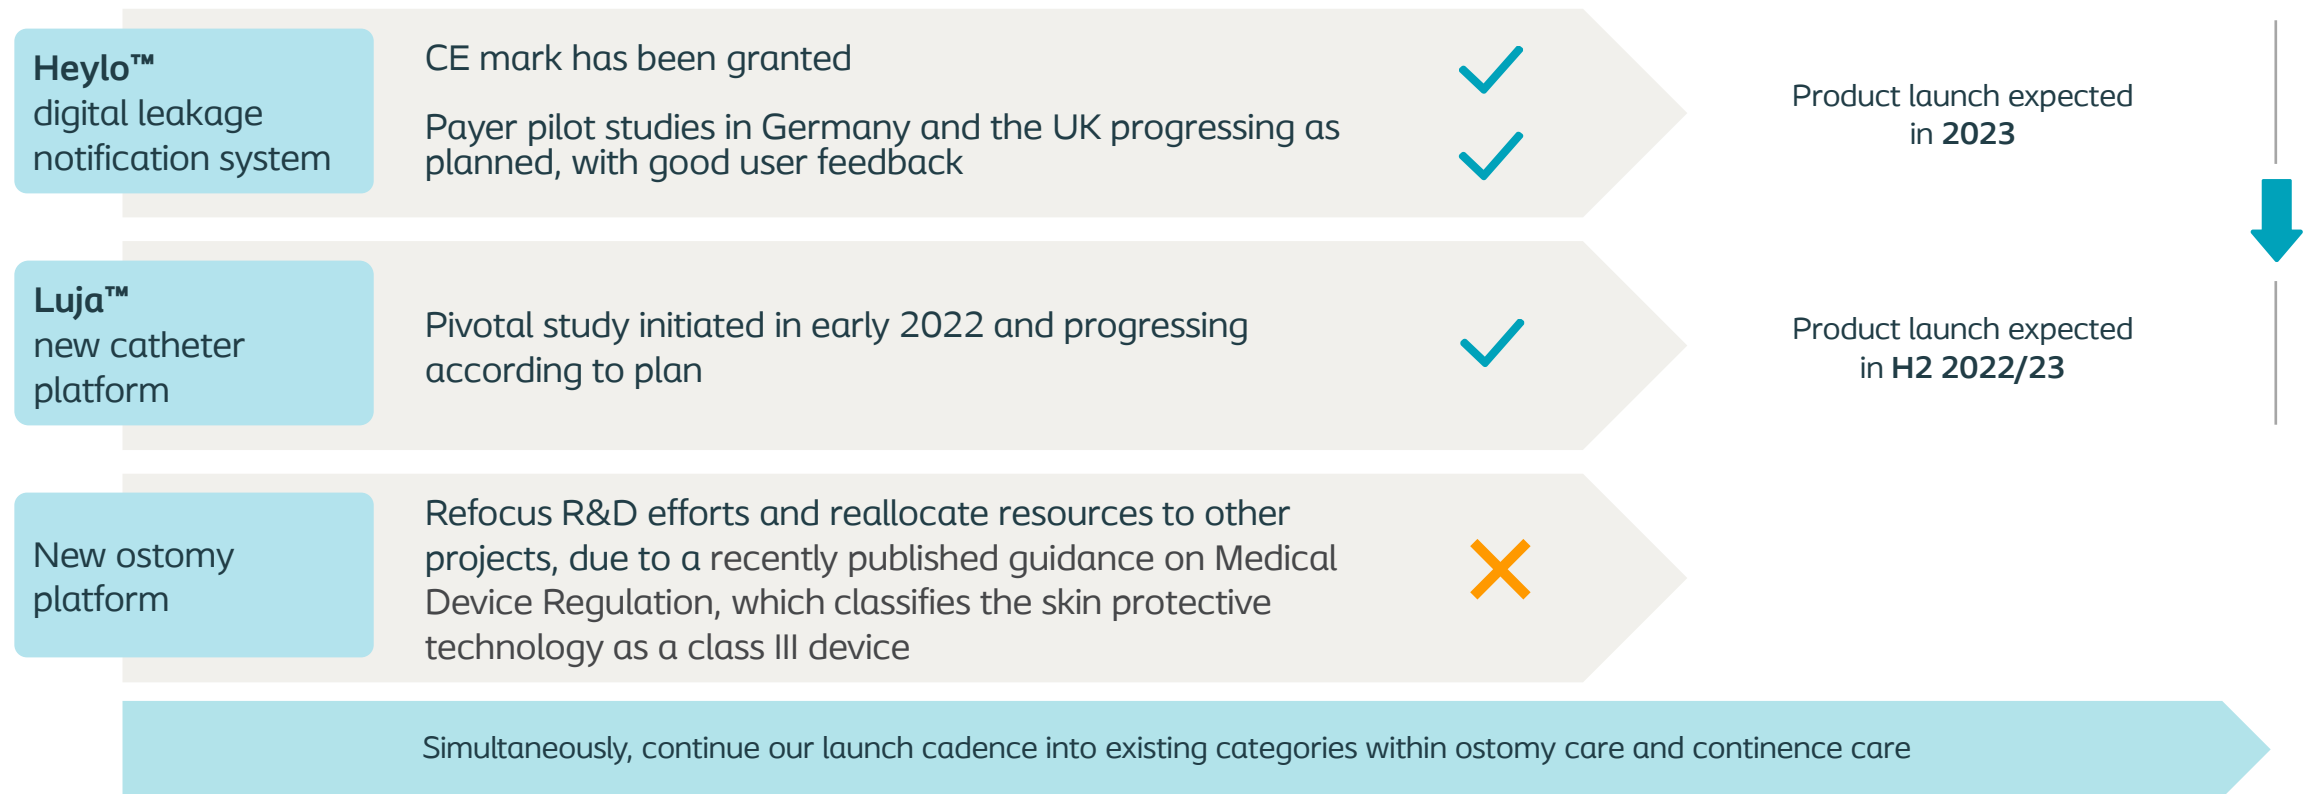 Heylo™
digital leakage
notification system
CE mark has been granted
Payer pilot studies in Germany and the UK progressing as
planned, with good user feedback
Product launch expected
in 2023
Luja™
new catheter
platform
Pivotal study initiated in early 2022 and progressing
according to plan
Product launch expected
in H2 2022/23
New ostomy
platform
Refocus R&D efforts and reallocate resources to other
projects, due to a recently published guidance on Medical
Device Regulation, which classifies the skin protective
technology as a class III device
Simultaneously, continue our launch cadence into existing categories within ostomy care and continence care